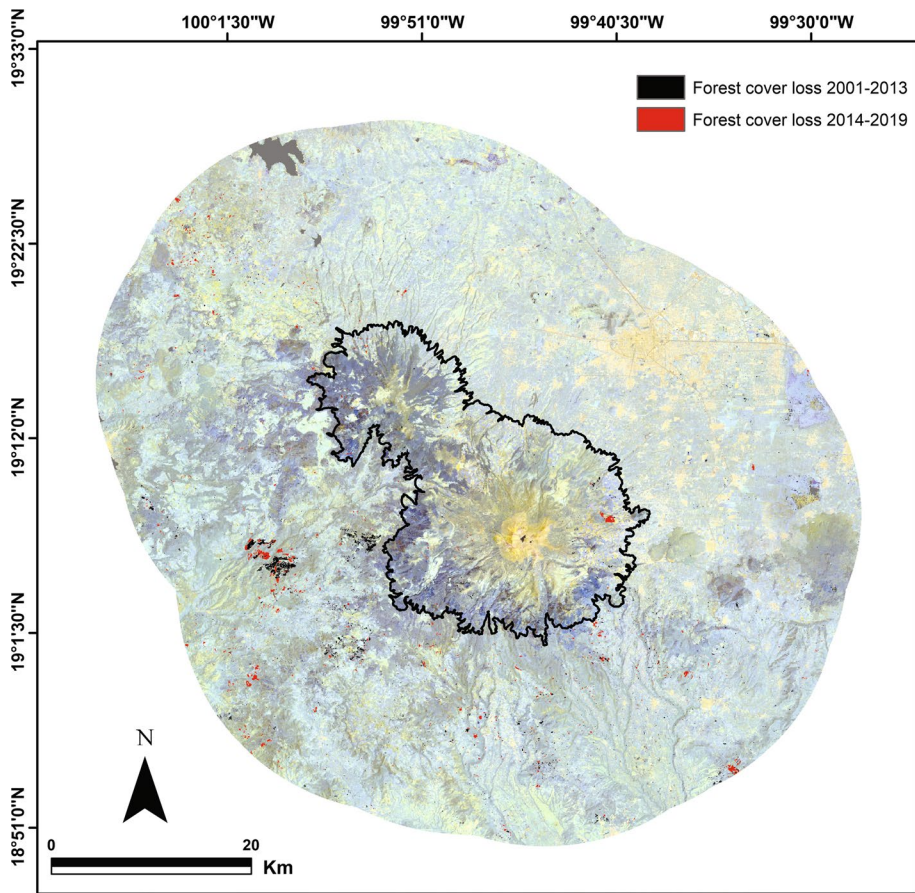 100°1'30"W 99°51'0"W 99°40'30"W 99°30'0"W
19°33'0"N
Forest cover loss 2001-2013
Forest cover loss 2014-2019
19°22'30"N
19°12'0"N
19°1'30"N
18°51'0"N
N
0 20
Km